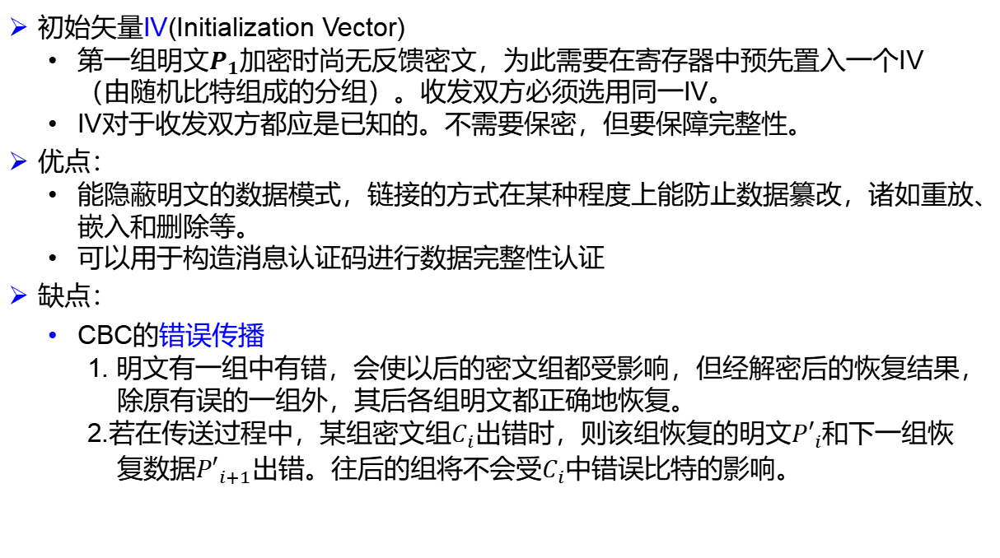 ➢ 初始矢量IV(Initialization Vector)
• 第一组明文P₁加密时尚无反馈密文，为此需要在寄存器中预先置入一个IV
（由随机比特组成的分组）。收发双方必须选用同一IV。
• IV对于收发双方都应是已知的。不需要保密，但要保障完整性。
➢ 优点：
• 能隐蔽明文的数据模式，链接的方式在某种程度上能防止数据纂改，诸如重放、
嵌入和删除等。
• 可以用于构造消息认证码进行数据完整性认证
➢ 缺点：
• CBC的错误传播
1. 明文有一组中有错，会使以后的密文组都受影响，但经解密后的恢复结果，
除原有误的一组外，其后各组明文都正确地恢复。
2.若在传送过程中，某组密文组Cᵢ出错时，则该组恢复的明文P′ᵢ和下一组恢
复数据P′ᵢ₊₁出错。往后的组将不会受Cᵢ中错误比特的影响。